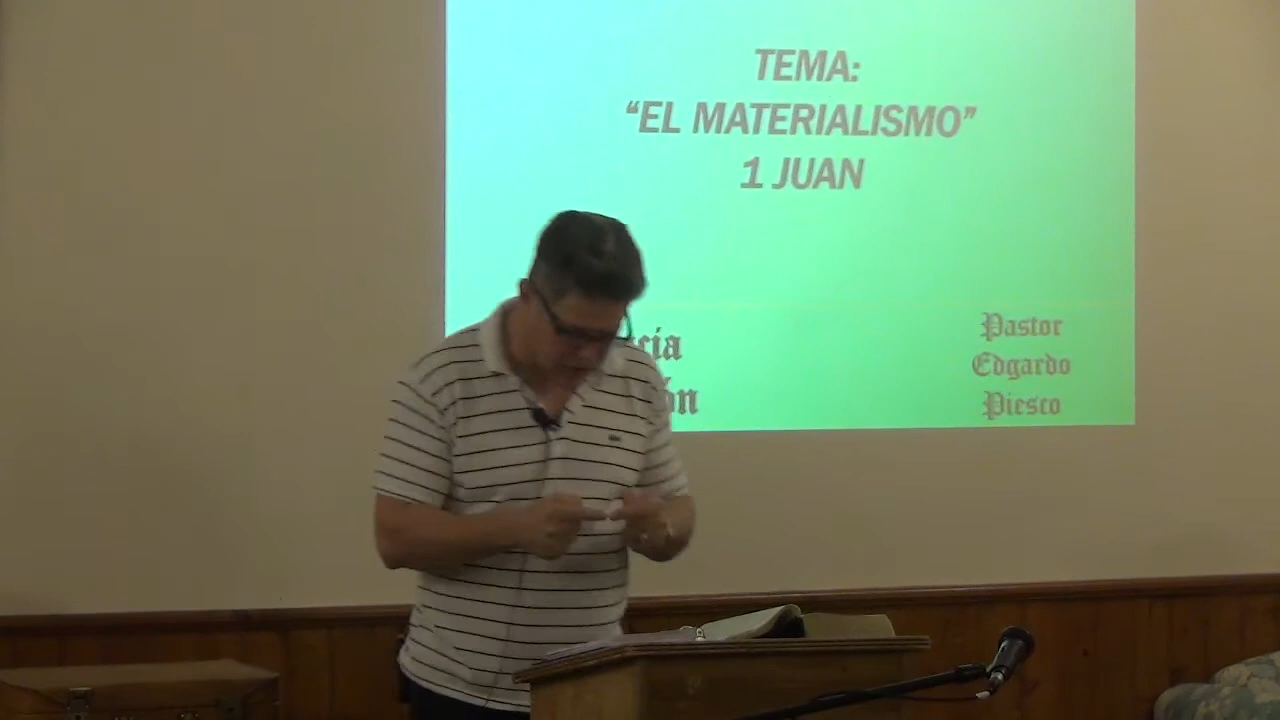 TEMA:
“EL MATERIALISMO”
1 JUAN
Pastor
Edgardo
Piesco